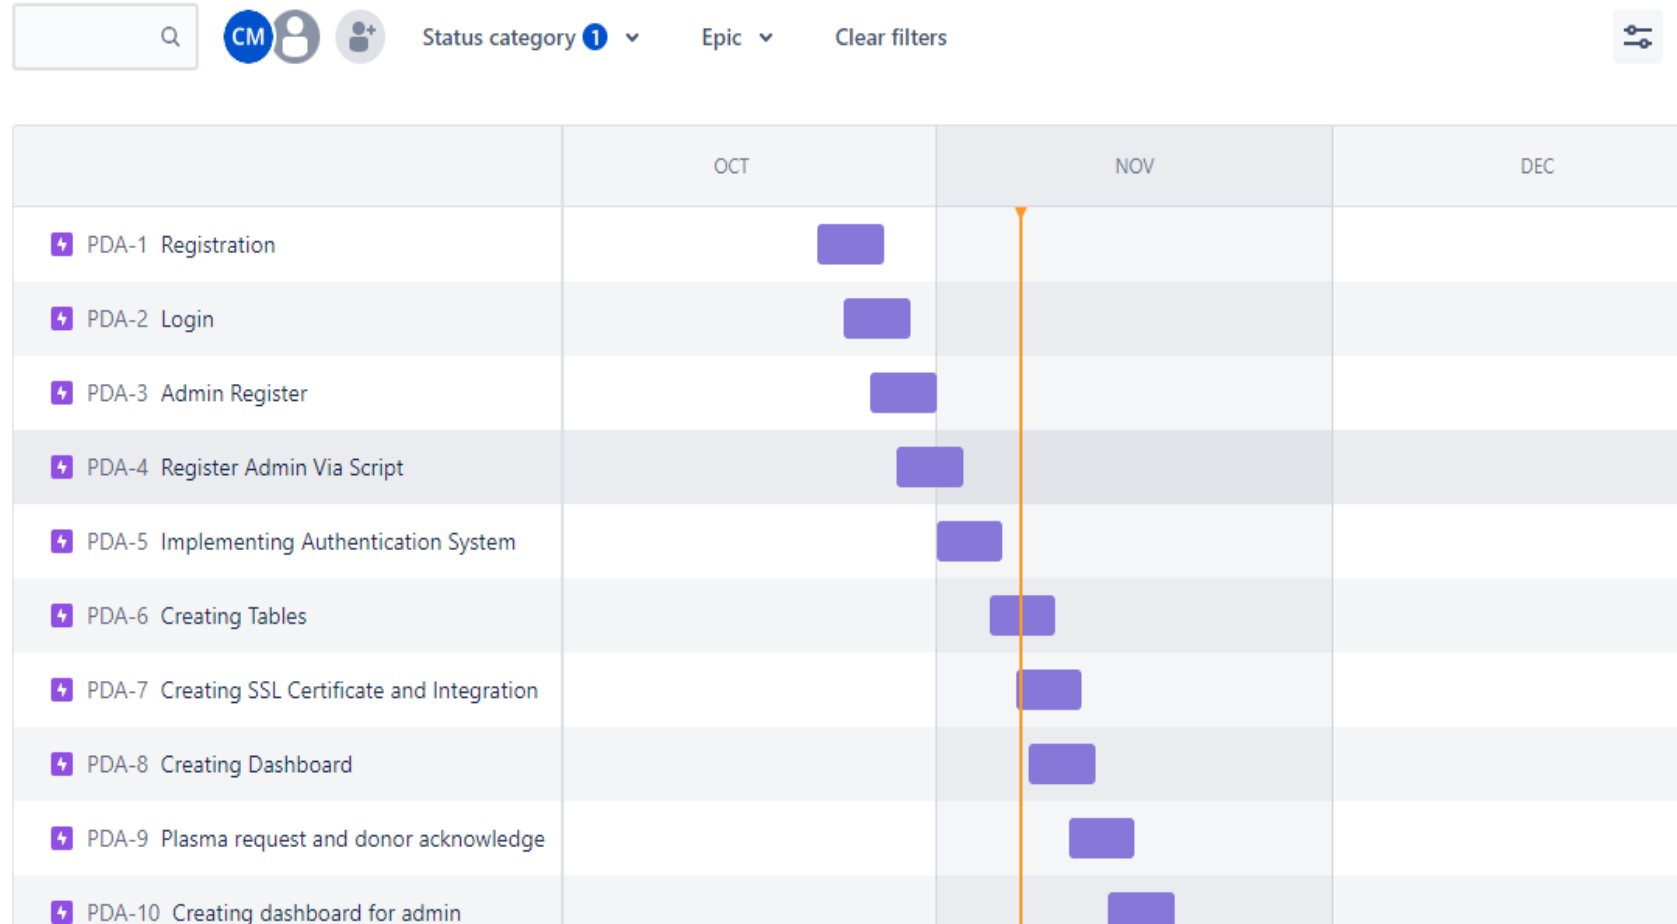 CM Status category 1 Epic Clear filters
OCT NOV DEC
PDA-1 Registration
PDA-2 Login
PDA-3 Admin Register
PDA-4 Register Admin Via Script
PDA-5 Implementing Authentication System
PDA-6 Creating Tables
PDA-7 Creating SSL Certificate and Integration
PDA-8 Creating Dashboard
PDA-9 Plasma request and donor acknowledge
PDA-10 Creating dashboard for admin